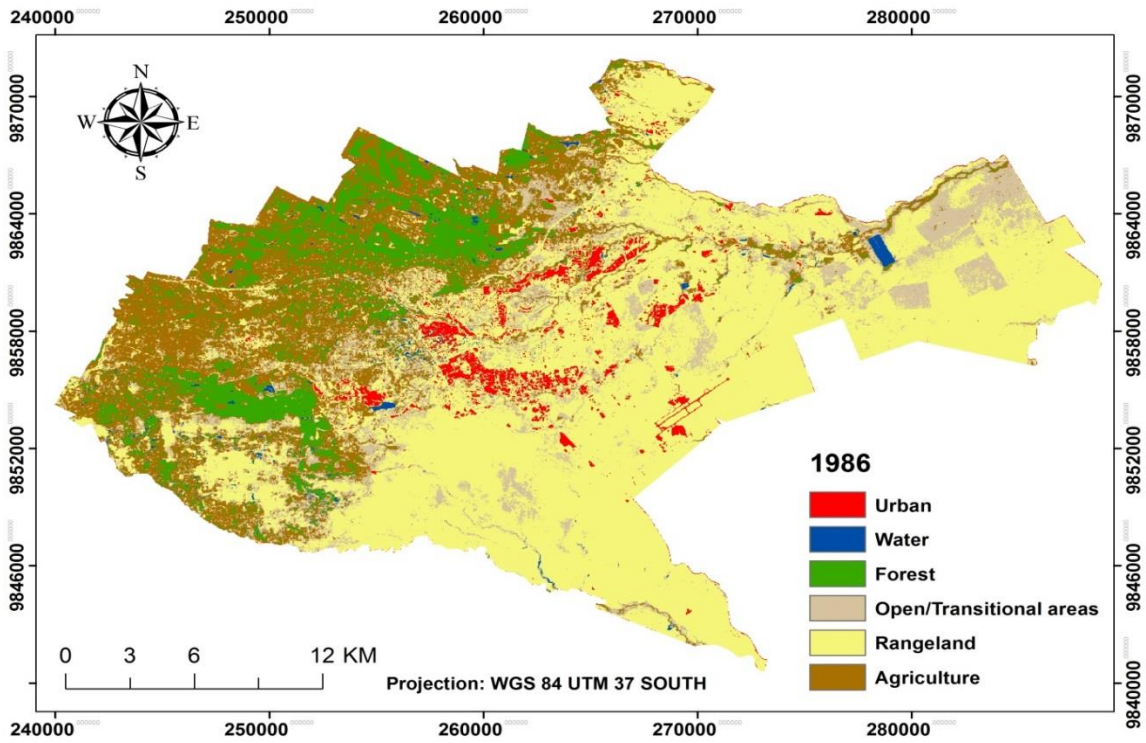 240000 250000 260000 270000 280000
9870000
9864000
9858000
9852000
9846000
9840000
N
W E
S
9870000
9864000
9858000
9852000
9846000
9840000
1986
Urban
Water
Forest
Open/Transitional areas
Rangeland
Agriculture
0 3 6 12 KM
Projection: WGS 84 UTM 37 SOUTH
240000 250000 260000 270000 280000